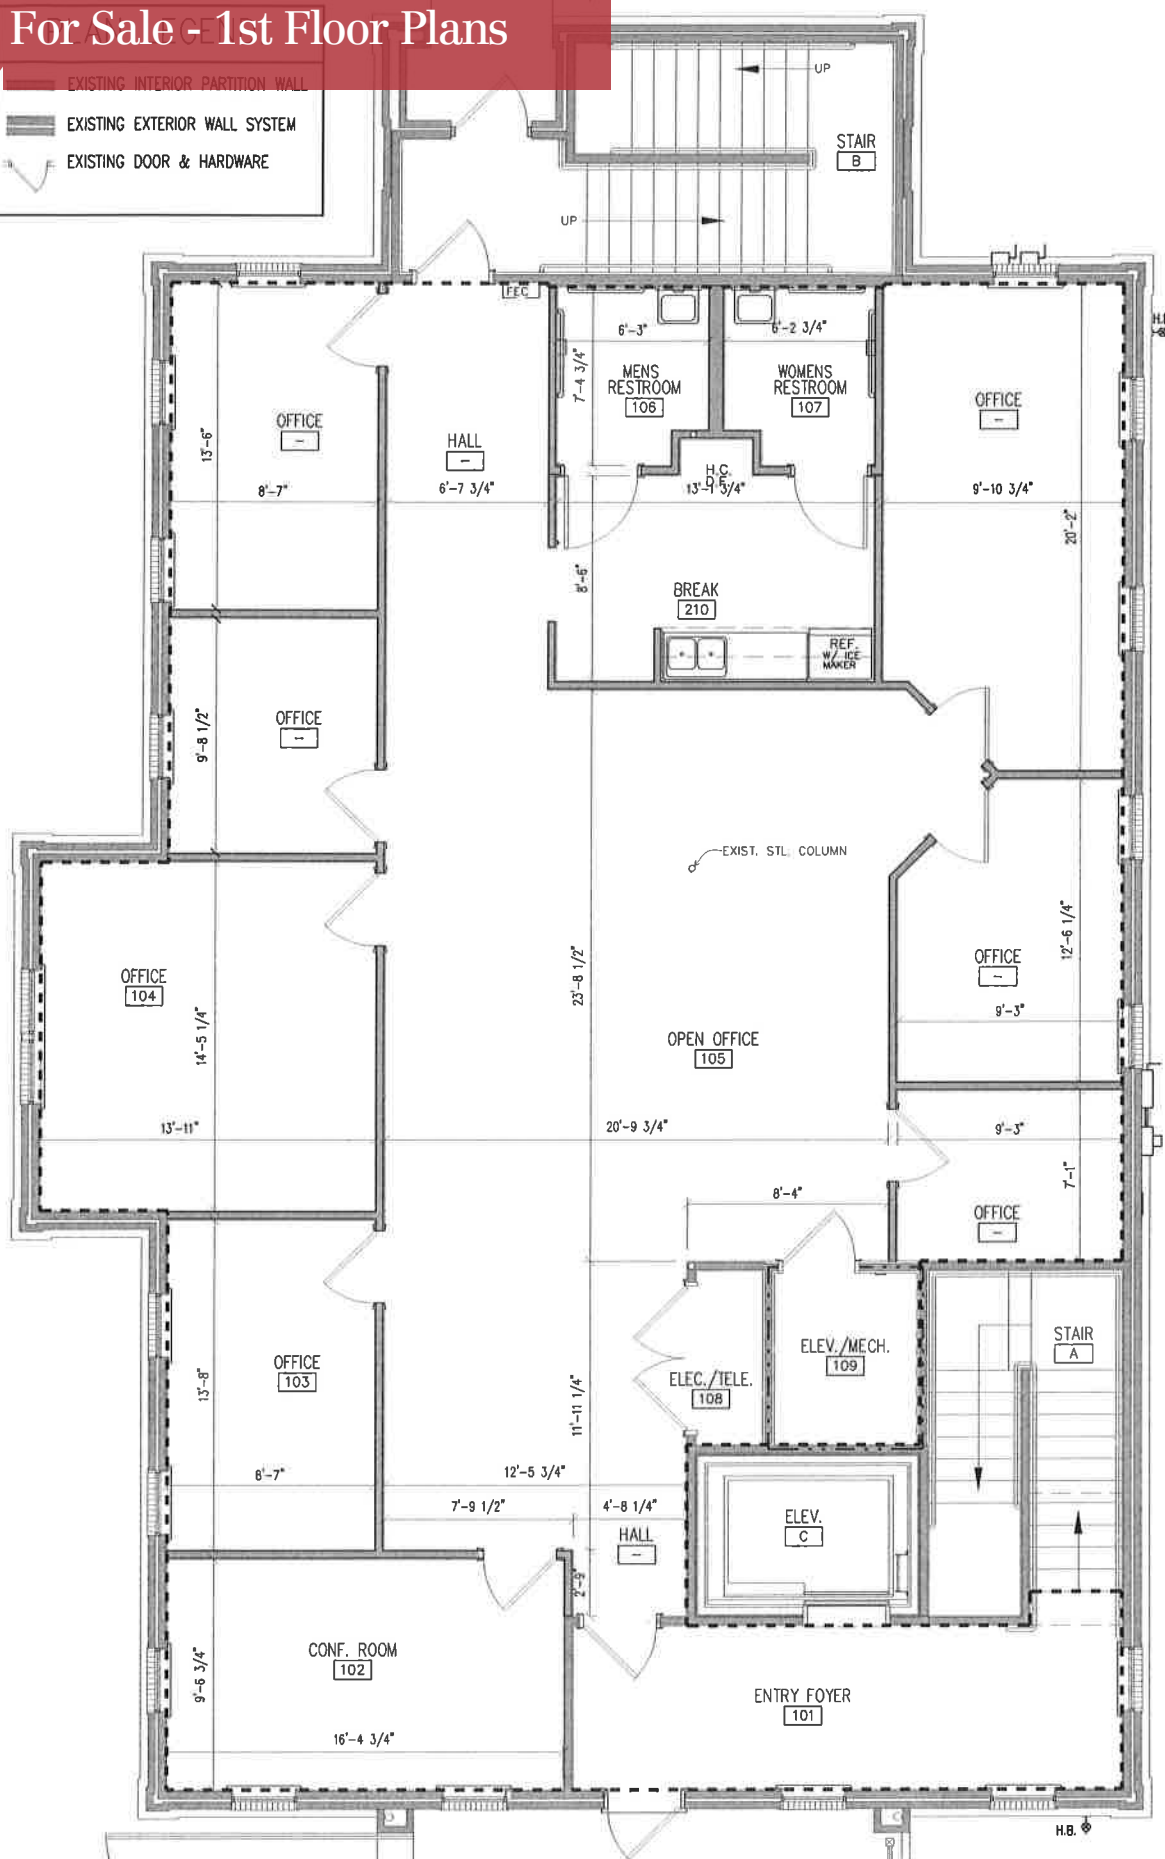 For Sale - 1st Floor Plans
EXISTING INTERIOR PARTITION WALL
EXISTING EXTERIOR WALL SYSTEM
EXISTING DOOR & HARDWARE
UP
STAIR
B
UP
FEC
H.B.
6'-3"
6'-2 3/4"
7'-4 3/4"
MENS
RESTROOM
106
WOMENS
RESTROOM
107
OFFICE
-
OFFICE
-
HALL
-
13'-6"
8'-7"
6'-7 3/4"
H.C.
D.F.
13'-1 3/4"
9'-10 3/4"
20'-2"
8'-6"
BREAK
210
REF.
W/ ICE
MAKER
OFFICE
-
9'-8 1/2"
EXIST. STL. COLUMN
12'-6 1/4"
OFFICE
104
23'-8 1/2"
OFFICE
-
9'-3"
14'-5 1/4"
OPEN OFFICE
105
13'-11"
20'-9 3/4"
9'-3"
7'-1"
8'-4"
OFFICE
-
STAIR
A
ELEV./MECH.
109
OFFICE
103
13'-8"
ELEC./TELE.
108
11'-11 1/4"
8'-7"
12'-5 3/4"
7'-9 1/2"
4'-8 1/4"
ELEV.
C
HALL
-
2'-9"
CONF. ROOM
102
9'-6 3/4"
16'-4 3/4"
ENTRY FOYER
101
H.B.